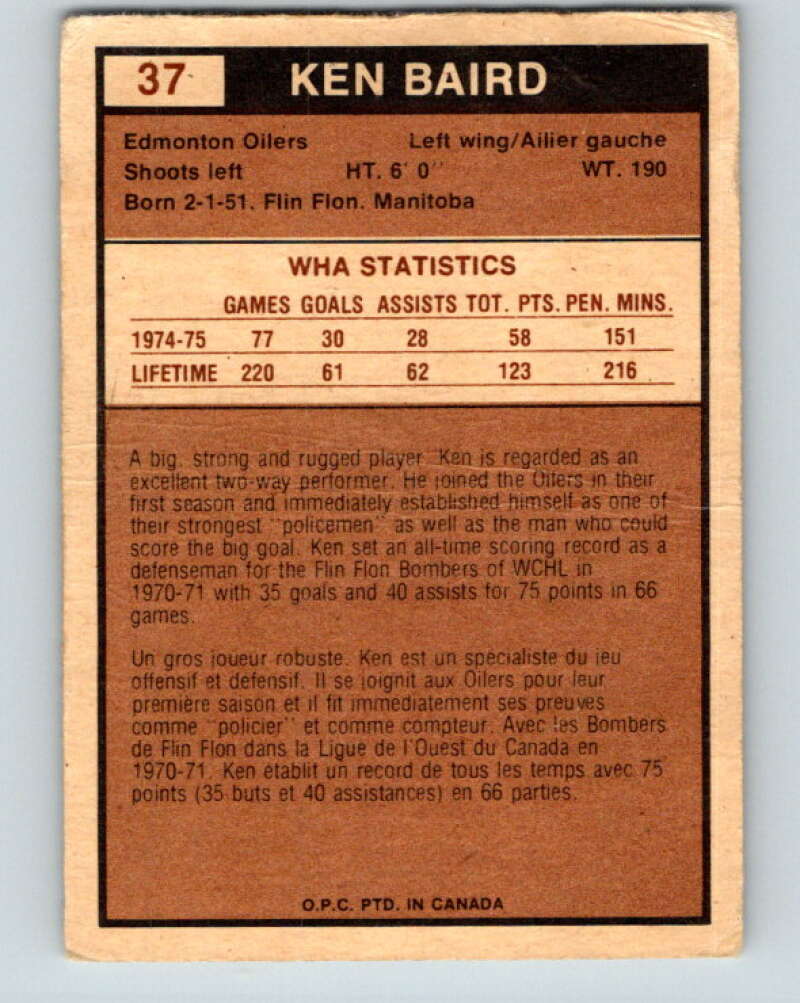 37 KEN BAIRD
Edmonton Oilers Left wing/Ailier gauche
Shoots left HT. 6' 0'' WT. 190
Born 2-1-51. Flin Flon. Manitoba
WHA STATISTICS
GAMES GOALS ASSISTS TOT. PTS. PEN. MINS.
1974-75 77 30 28 58 151
LIFETIME 220 61 62 123 216
A big, strong and rugged player Ken is regarded as an
excellent two-way performer. He joined the Oilers in their
first season and immediately established himself as one of
their strongest "policemen" as well as the man who could
score the big goal. Ken set an all-time scoring record as a
defenseman for the Flin Flon Bombers of WCHL in
1970-71 with 35 goals and 40 assists for 75 points in 66
games.
Un gros joueur robuste. Ken est un specialiste du jeu
offensif et defensif. Il se joignit aux Oilers pour leur
première saison et il fit immediatement ses preuves
comme "policier" et comme compteur. Avec les Bombers
de Flin Flon dans la Ligue de l'Ouest du Canada en
1970-71. Ken établit un record de tous les temps avec 75
points (35 buts et 40 assistances) en 66 parties.
O.P.C. PTD. IN CANADA